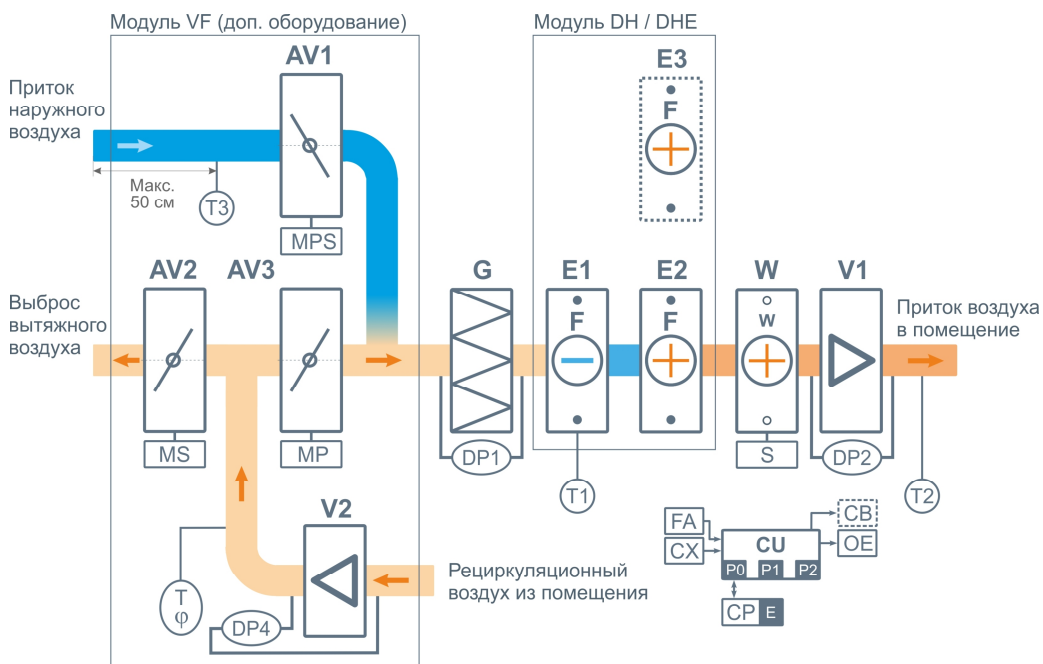 Модуль VF (доп. оборудование)
Модуль DH / DHE
AV1
E3
Приток
наружного
воздуха
F
Макс.
50 см
T3
MPS
AV2
AV3
G
E1
E2
W
V1
Выброс
вытяжного
воздуха
F
F
w
Приток воздуха
в помещение
MS
MP
DP1
S
DP2
T1
T2
V2
FA
CX
CU
CB
OE
P0
P1
P2
Рециркуляционный
воздух из помещения
T
φ
DP4
CP
E